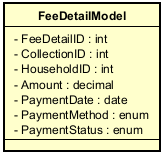 FeeDetailModel
- FeeDetailID : int
- CollectionID : int
- HouseholdID : int
- Amount : decimal
- PaymentDate : date
- PaymentMethod : enum
- PaymentStatus : enum